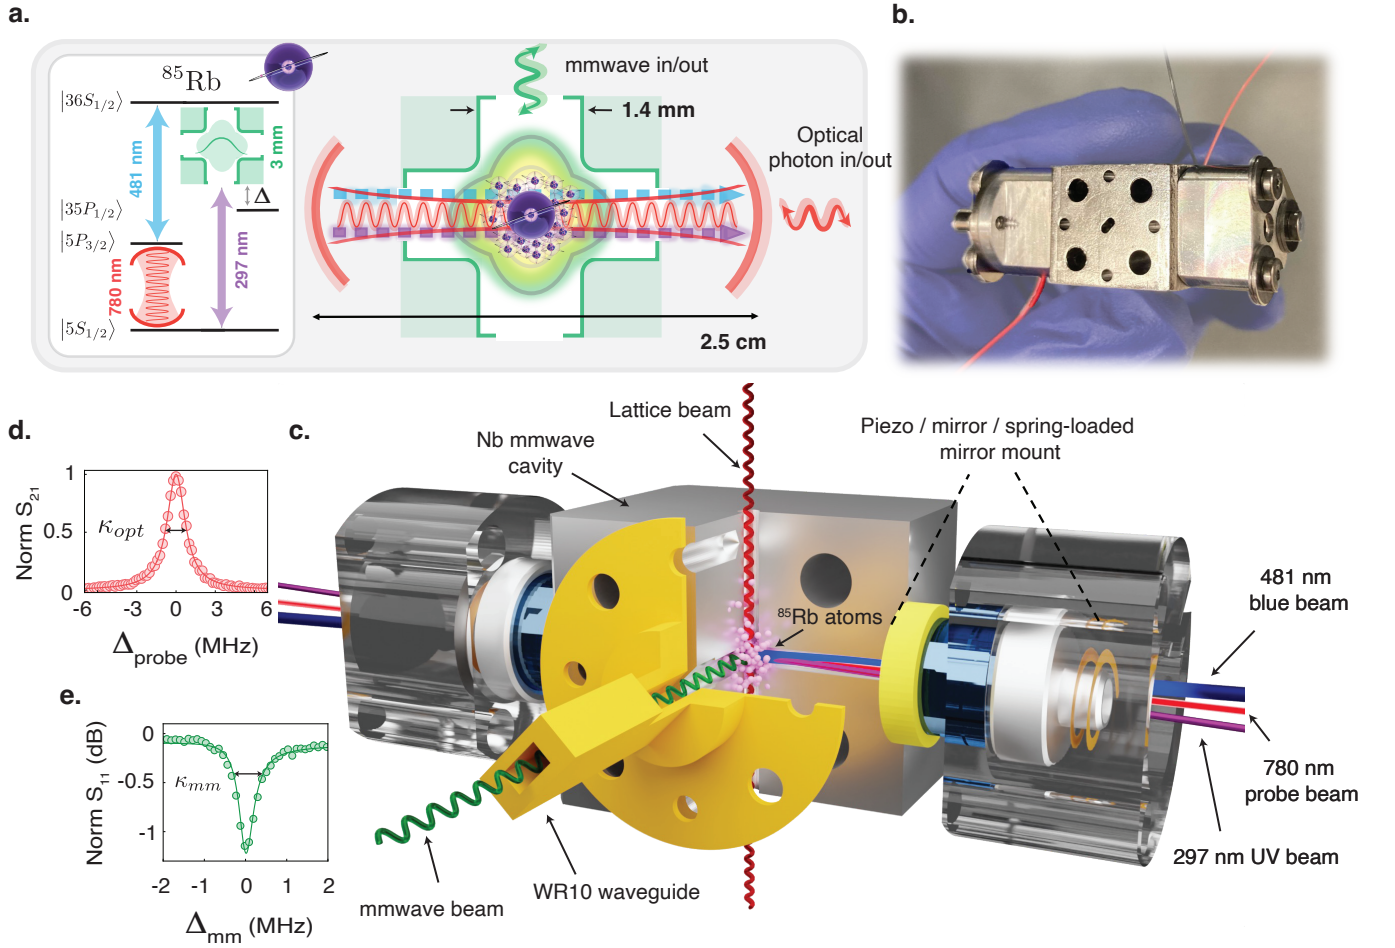 a.
⁸⁵Rb
|36S₁/₂⟩
481 nm
3 mm
|35P₁/₂⟩
Δ
|5P₃/₂⟩
780 nm
297 nm
|5S₁/₂⟩
mmwave in/out
1.4 mm
Optical
photon in/out
2.5 cm
b.
c.
Lattice beam
Nb mmwave
cavity
Piezo / mirror / spring-loaded
mirror mount
⁸⁵Rb atoms
481 nm
blue beam
780 nm
probe beam
297 nm UV beam
WR10 waveguide
mmwave beam
d.
Norm S₂₁
1
0.5
0
κₒₚₜ
-6 -3 0 3 6
Δprobe (MHz)
e.
Norm S₁₁ (dB)
0
-0.5
-1
κₘₘ
-2 -1 0 1 2
Δmm (MHz)